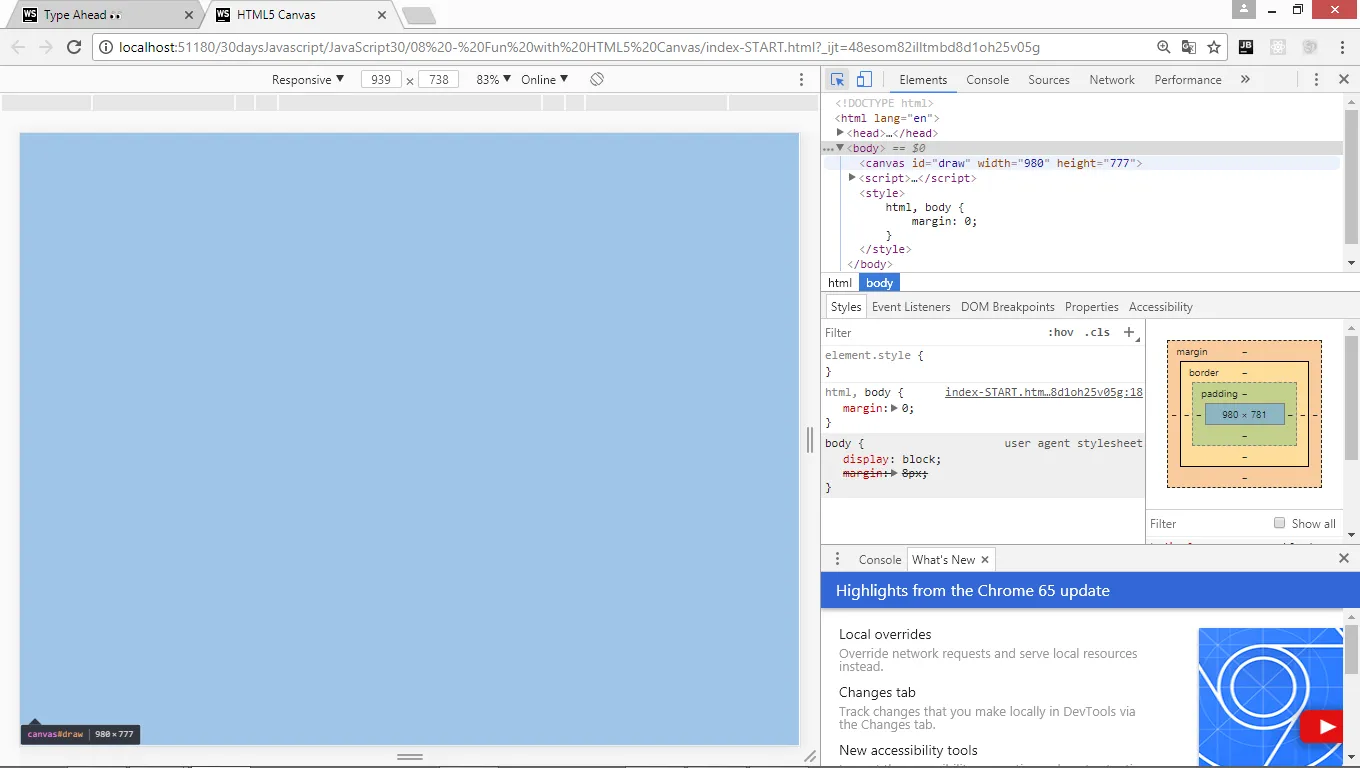 Type Ahead 👀
HTML5 Canvas
localhost:51180/30daysJavascript/JavaScript30/08%20-%20Fun%20with%20HTML5%20Canvas/index-START.html?_ijt=48esom82illtmbd8d1oh25v05g
Responsive ▼ 939 × 738 83% ▼ Online ▼
Elements Console Sources Network Performance »
<!DOCTYPE html>
<html lang="en">
▶<head>…</head>
…▼<body> == $0
<canvas id="draw" width="980" height="777">
▶<script>…</script>
<style>
html, body {
margin: 0;
}
</style>
</body>
html body
Styles Event Listeners DOM Breakpoints Properties Accessibility
Filter :hov .cls +
element.style {
}
html, body { index-START.htm…8d1oh25v05g:18
margin:▶ 0;
}
body { user agent stylesheet
display: block;
margin:▶ 8px;
}
margin –
border –
padding –
– – – 980 × 781 – – –
–
–
–
Filter Show all
Console What's New ×
Highlights from the Chrome 65 update
Local overrides
Override network requests and serve local resources
instead.
Changes tab
Track changes that you make locally in DevTools via
the Changes tab.
New accessibility tools
canvas#draw | 980×777